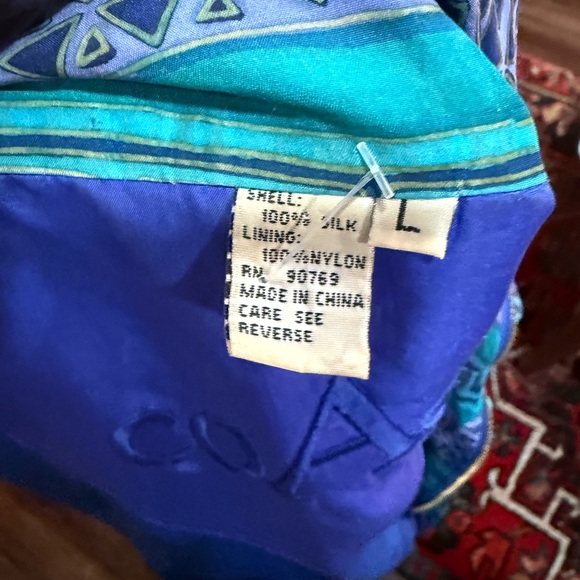 SHELL:
100% SILK
LINING:
100%NYLON
RN. 90769
MADE IN CHINA
CARE SEE
REVERSE
L